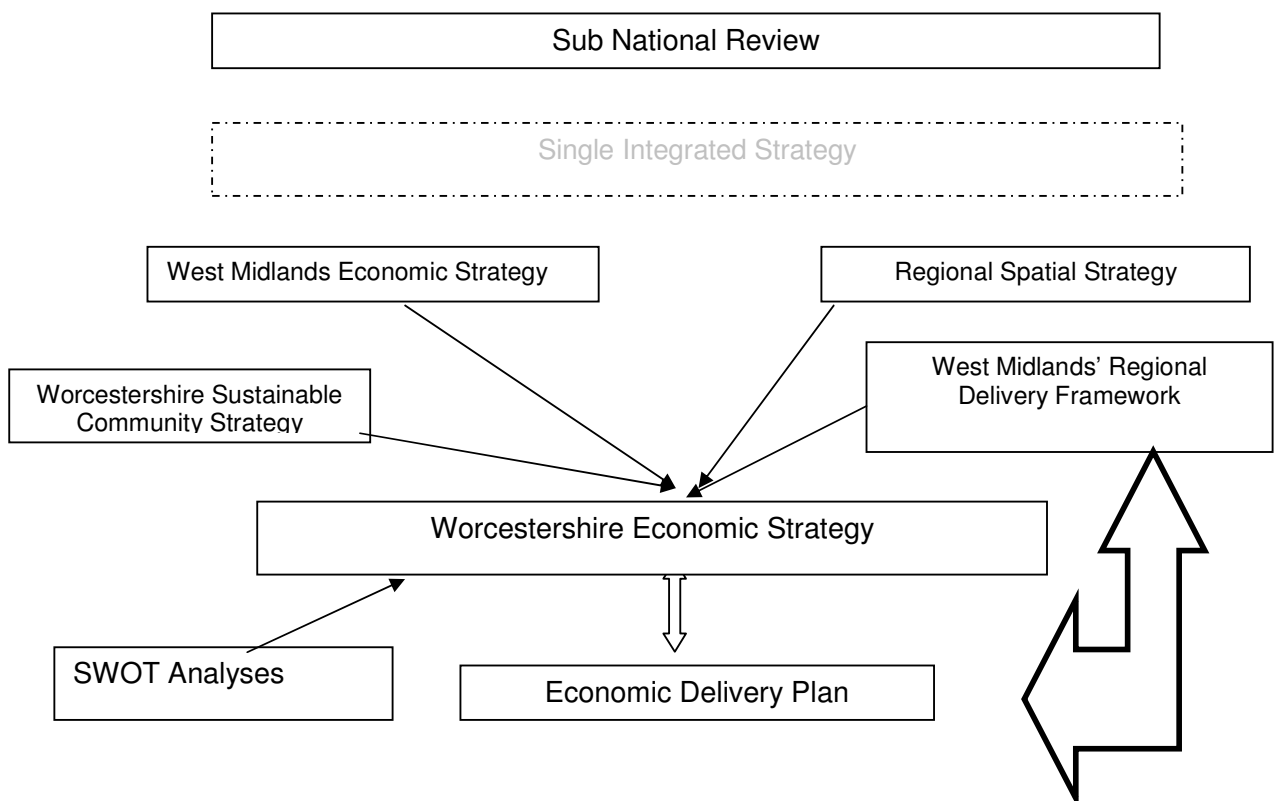 Sub National Review
Single Integrated Strategy
West Midlands Economic Strategy
Regional Spatial Strategy
West Midlands' Regional
Delivery Framework
Worcestershire Sustainable
Community Strategy
Worcestershire Economic Strategy
SWOT Analyses
Economic Delivery Plan